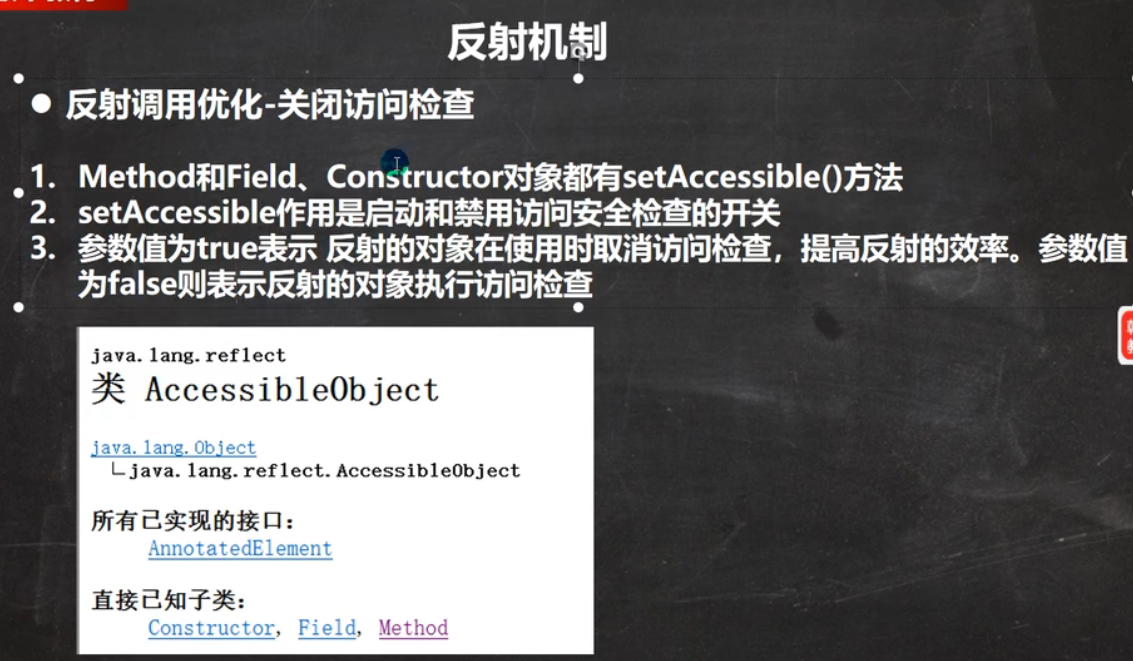 反射机制
● 反射调用优化-关闭访问检查
1. Method和Field、Constructor对象都有setAccessible()方法
2. setAccessible作用是启动和禁用访问安全检查的开关
3. 参数值为true表示 反射的对象在使用时取消访问检查，提高反射的效率。参数值
为false则表示反射的对象执行访问检查
java.lang.reflect
类 AccessibleObject
java.lang.Object
└java.lang.reflect.AccessibleObject
所有已实现的接口：
AnnotatedElement
直接已知子类：
Constructor, Field, Method